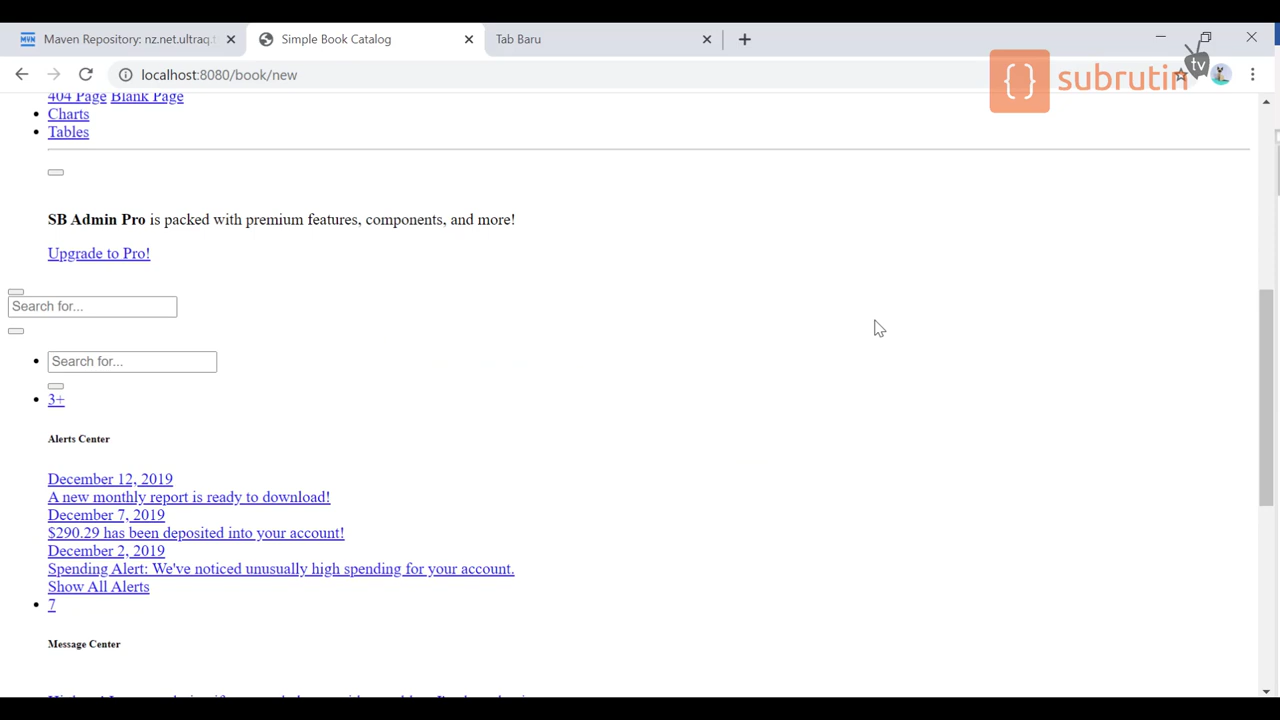 Maven Repository: nz.net.ultraq.t
Simple Book Catalog
Tab Baru
localhost:8080/book/new
{} subrutin tv
404 Page Blank Page
Charts
Tables
SB Admin Pro is packed with premium features, components, and more!
Upgrade to Pro!
Search for...
Search for...
3+
Alerts Center
December 12, 2019
A new monthly report is ready to download!
December 7, 2019
$290.29 has been deposited into your account!
December 2, 2019
Spending Alert: We've noticed unusually high spending for your account.
Show All Alerts
7
Message Center